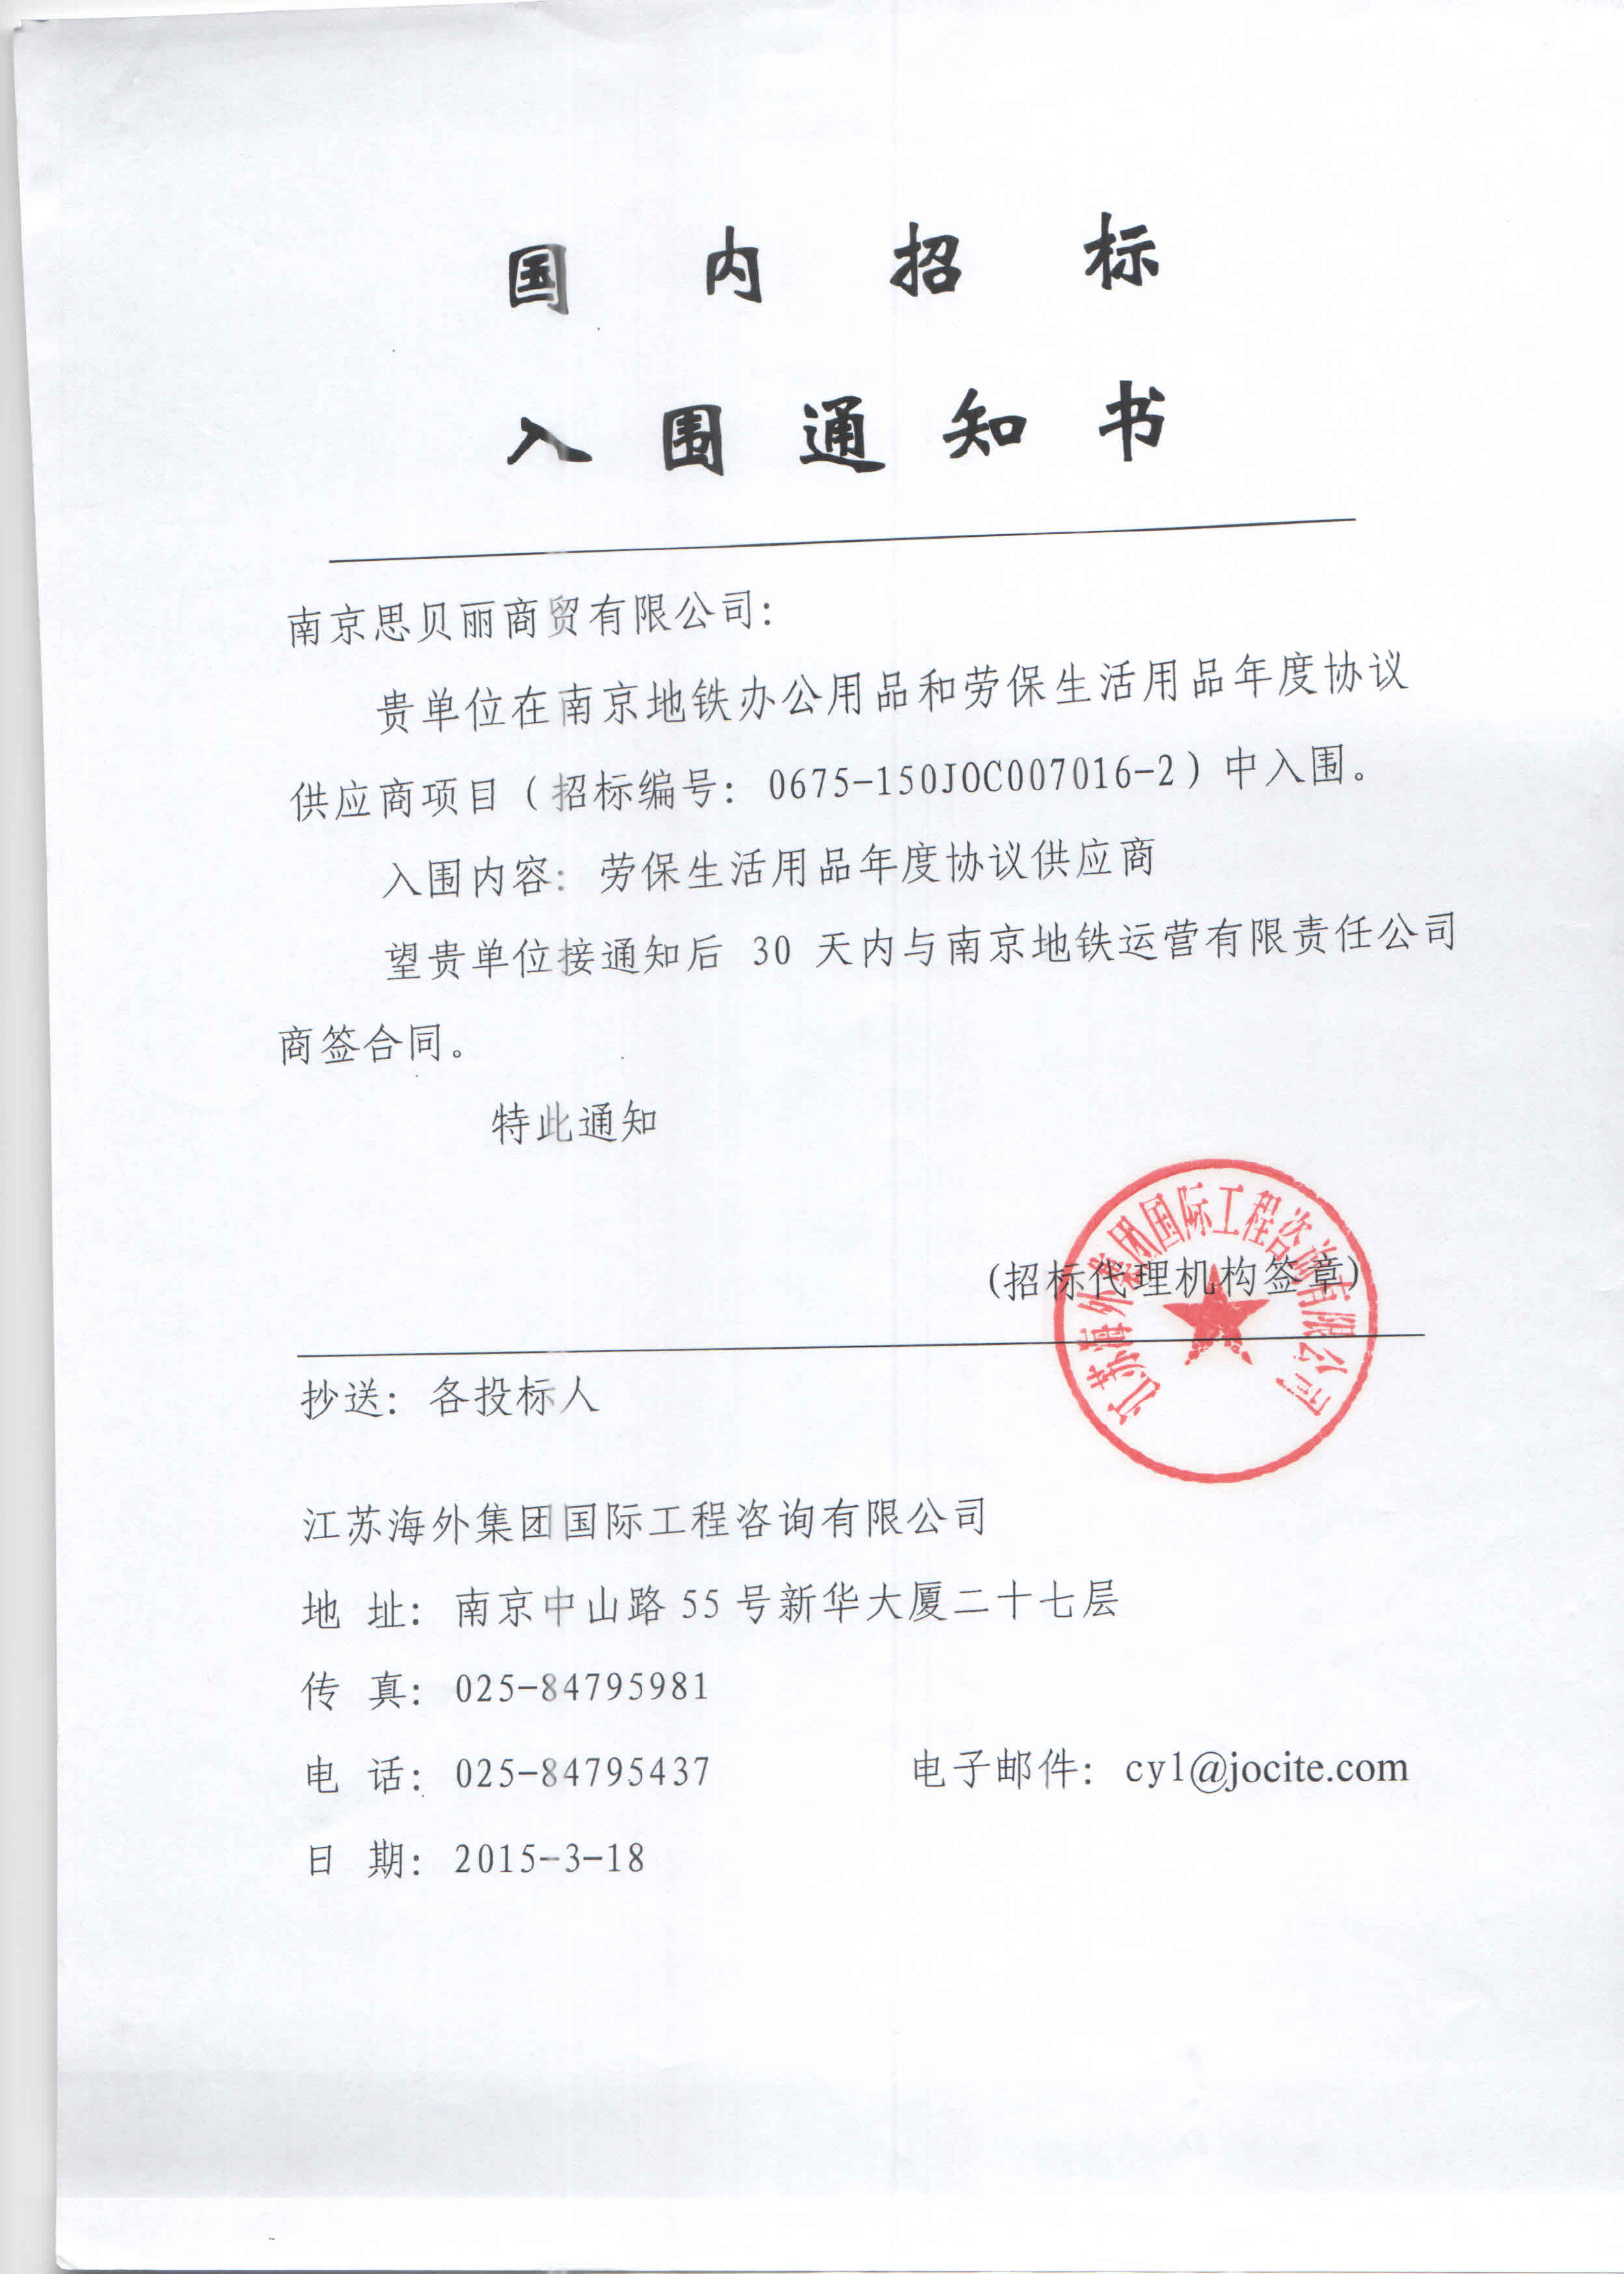 国内招标
入围通知书
南京思贝丽商贸有限公司：
贵单位在南京地铁办公用品和劳保生活用品年度协议
供应商项目（招标编号：0675-150JOC007016-2）中入围。
入围内容：劳保生活用品年度协议供应商
望贵单位接通知后 30 天内与南京地铁运营有限责任公司
商签合同。
特此通知
江苏海外集团国际工程咨询有限公司
（招标代理机构签章）
抄送：各投标人
江苏海外集团国际工程咨询有限公司
地 址：南京中山路 55 号新华大厦二十七层
传 真：025-84795981
电 话：025-84795437 电子邮件：cyl@jocite.com
日 期：2015-3-18